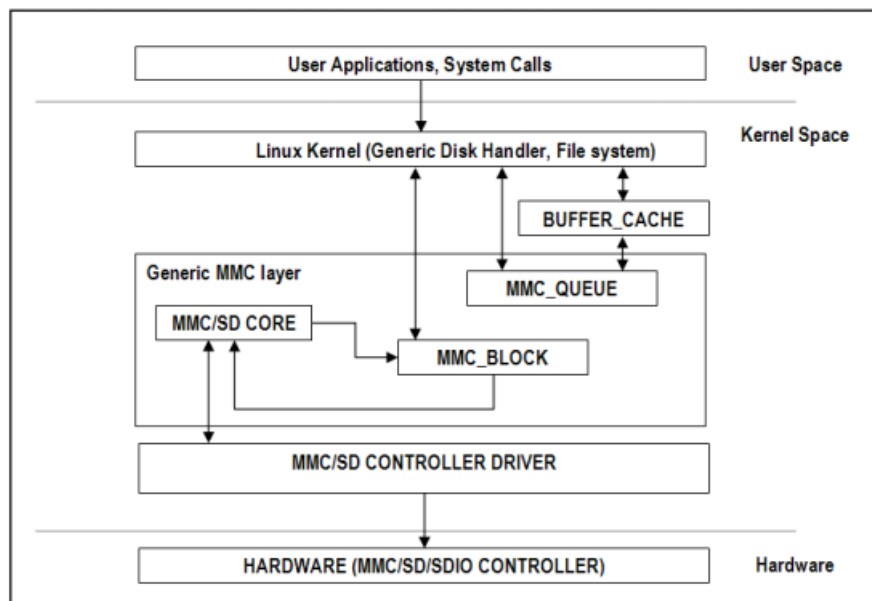 User Applications, System Calls
User Space
Linux Kernel (Generic Disk Handler, File system)
Kernel Space
BUFFER_CACHE
Generic MMC layer
MMC_QUEUE
MMC/SD CORE
MMC_BLOCK
MMC/SD CONTROLLER DRIVER
HARDWARE (MMC/SD/SDIO CONTROLLER)
Hardware